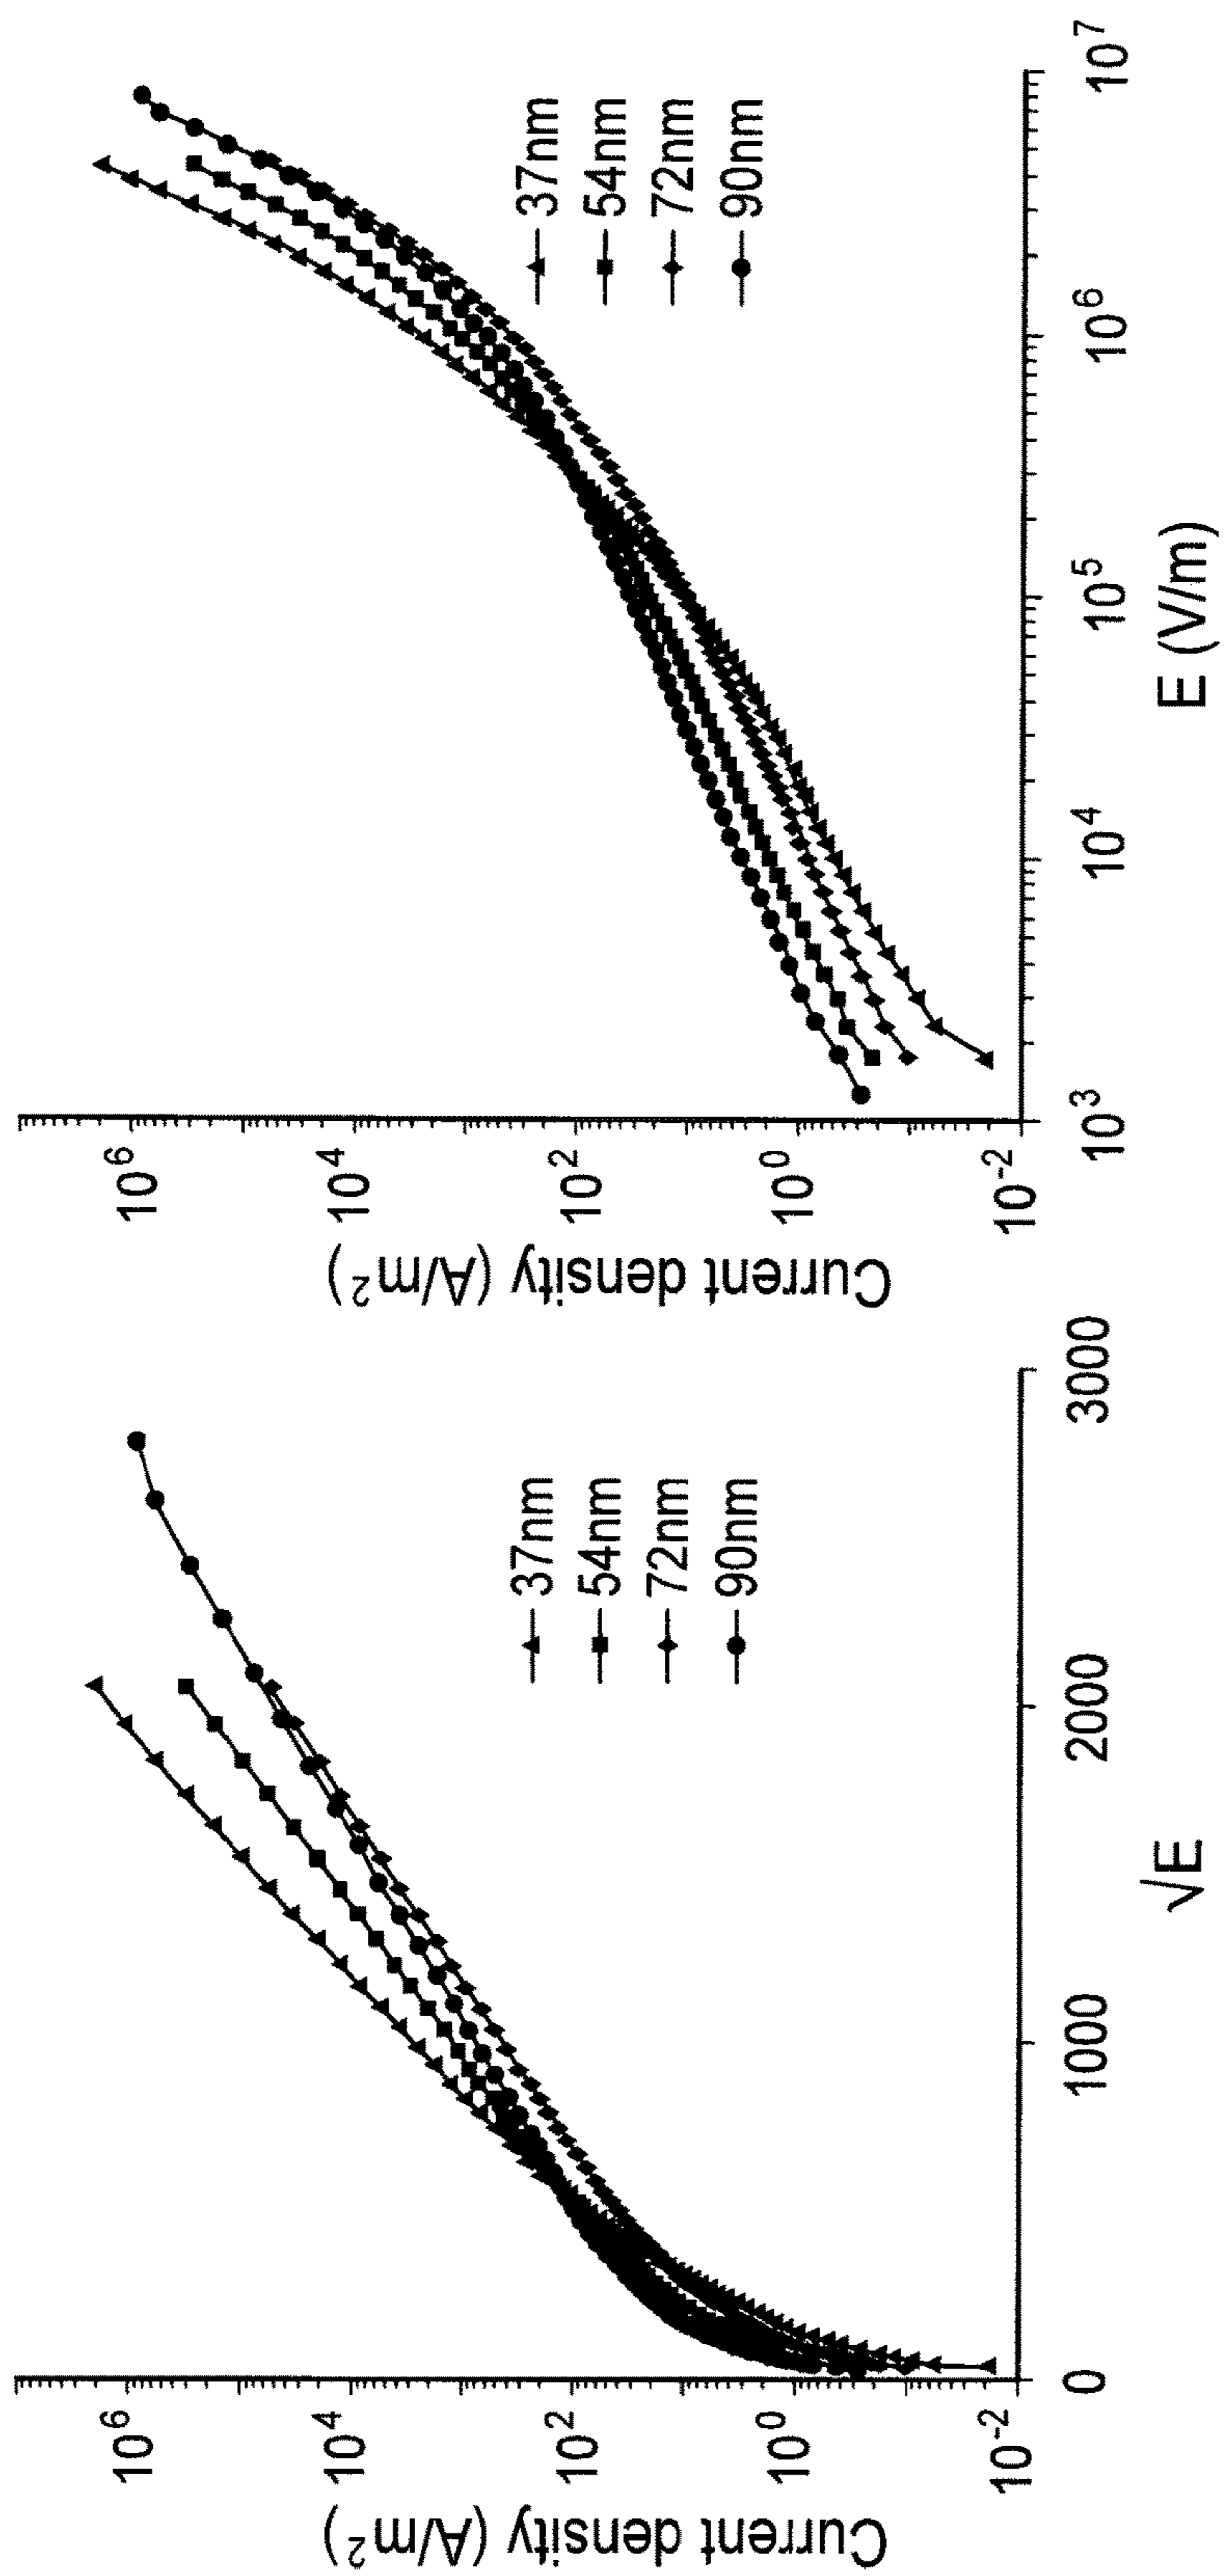 Current density (A/m²)
10⁶
10⁴
10²
10⁰
10⁻²
0
1000
2000
3000
√E
37nm
54nm
72nm
90nm
Current density (A/m²)
10⁶
10⁴
10²
10⁰
10⁻²
10³
10⁴
10⁵
10⁶
10⁷
E (V/m)
37nm
54nm
72nm
90nm